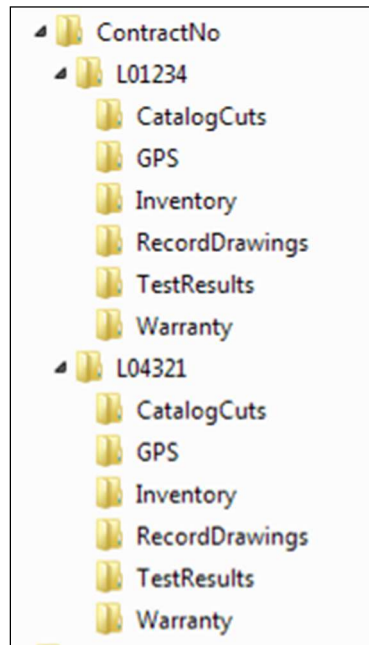 ContractNo
L01234
CatalogCuts
GPS
Inventory
RecordDrawings
TestResults
Warranty
L04321
CatalogCuts
GPS
Inventory
RecordDrawings
TestResults
Warranty